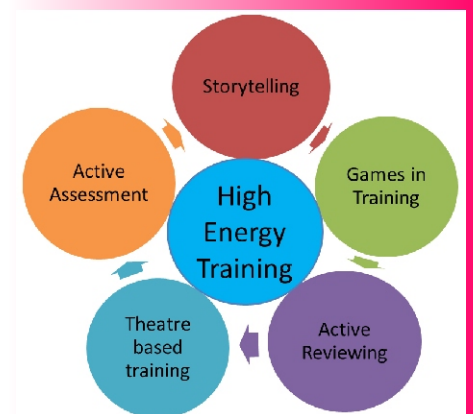 Storytelling
Games in
Training
Active
Reviewing
Theatre
based
training
Active
Assessment
High
Energy
Training